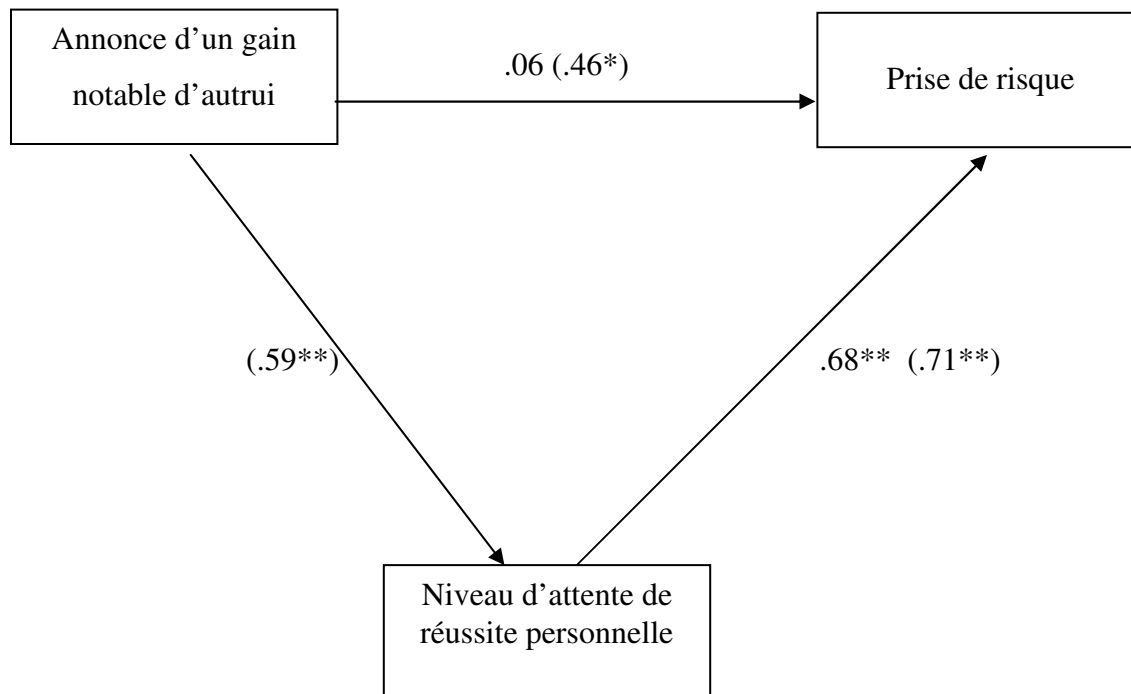 Annonce d’un gain
notable d’autrui
.06 (.46*)
Prise de risque
(.59**)
.68** (.71**)
Niveau d’attente de
réussite personnelle